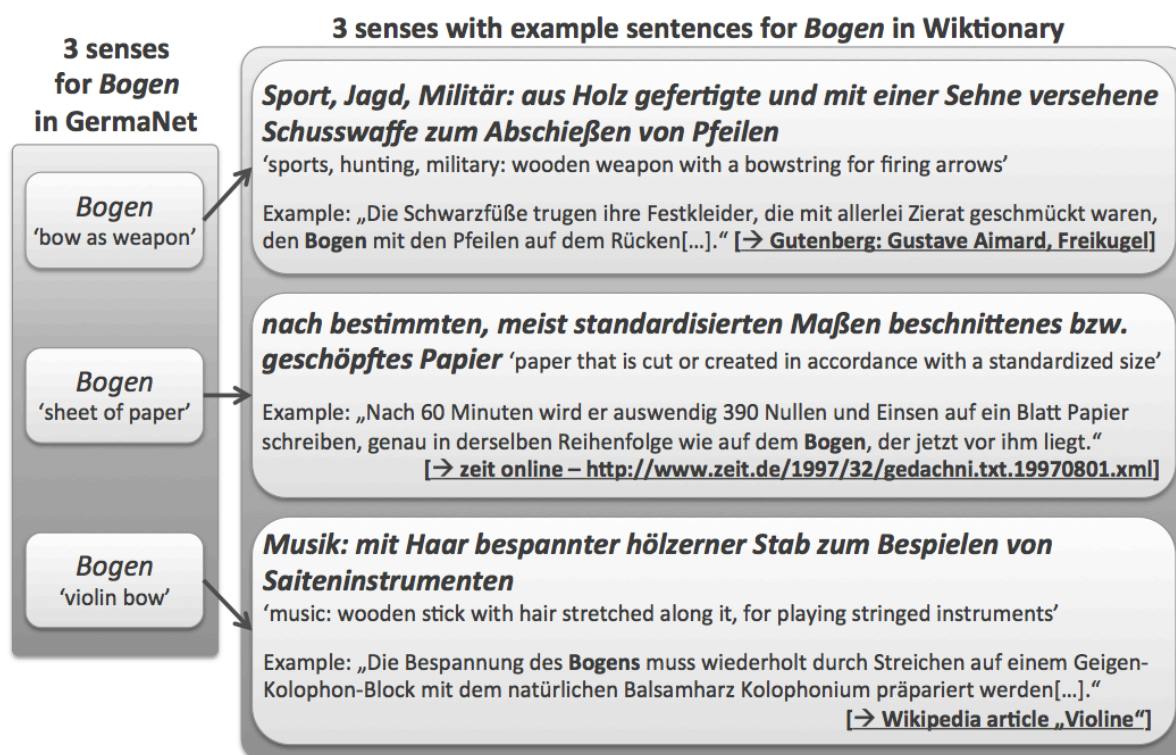 3 senses
for Bogen
in GermaNet
Bogen
‘bow as weapon’
Bogen
‘sheet of paper’
Bogen
‘violin bow’
3 senses with example sentences for Bogen in Wiktionary
Sport, Jagd, Militär: aus Holz gefertigte und mit einer Sehne versehene
Schusswaffe zum Abschießen von Pfeilen
‘sports, hunting, military: wooden weapon with a bowstring for firing arrows’
Example: „Die Schwarzfüße trugen ihre Festkleider, die mit allerlei Zierat geschmückt waren,
den Bogen mit den Pfeilen auf dem Rücken[...].“ [→ Gutenberg: Gustave Aimard, Freikugel]
nach bestimmten, meist standardisierten Maßen beschnittenes bzw.
geschöpftes Papier ‘paper that is cut or created in accordance with a standardized size’
Example: „Nach 60 Minuten wird er auswendig 390 Nullen und Einsen auf ein Blatt Papier
schreiben, genau in derselben Reihenfolge wie auf dem Bogen, der jetzt vor ihm liegt.“
[→ zeit online – http://www.zeit.de/1997/32/gedachni.txt.19970801.xml]
Musik: mit Haar bespannter hölzerner Stab zum Bespielen von
Saiteninstrumenten
‘music: wooden stick with hair stretched along it, for playing stringed instruments’
Example: „Die Bespannung des Bogens muss wiederholt durch Streichen auf einem Geigen-
Kolophon-Block mit dem natürlichen Balsamharz Kolophonium präpariert werden[...].“
[→ Wikipedia article „Violine“]